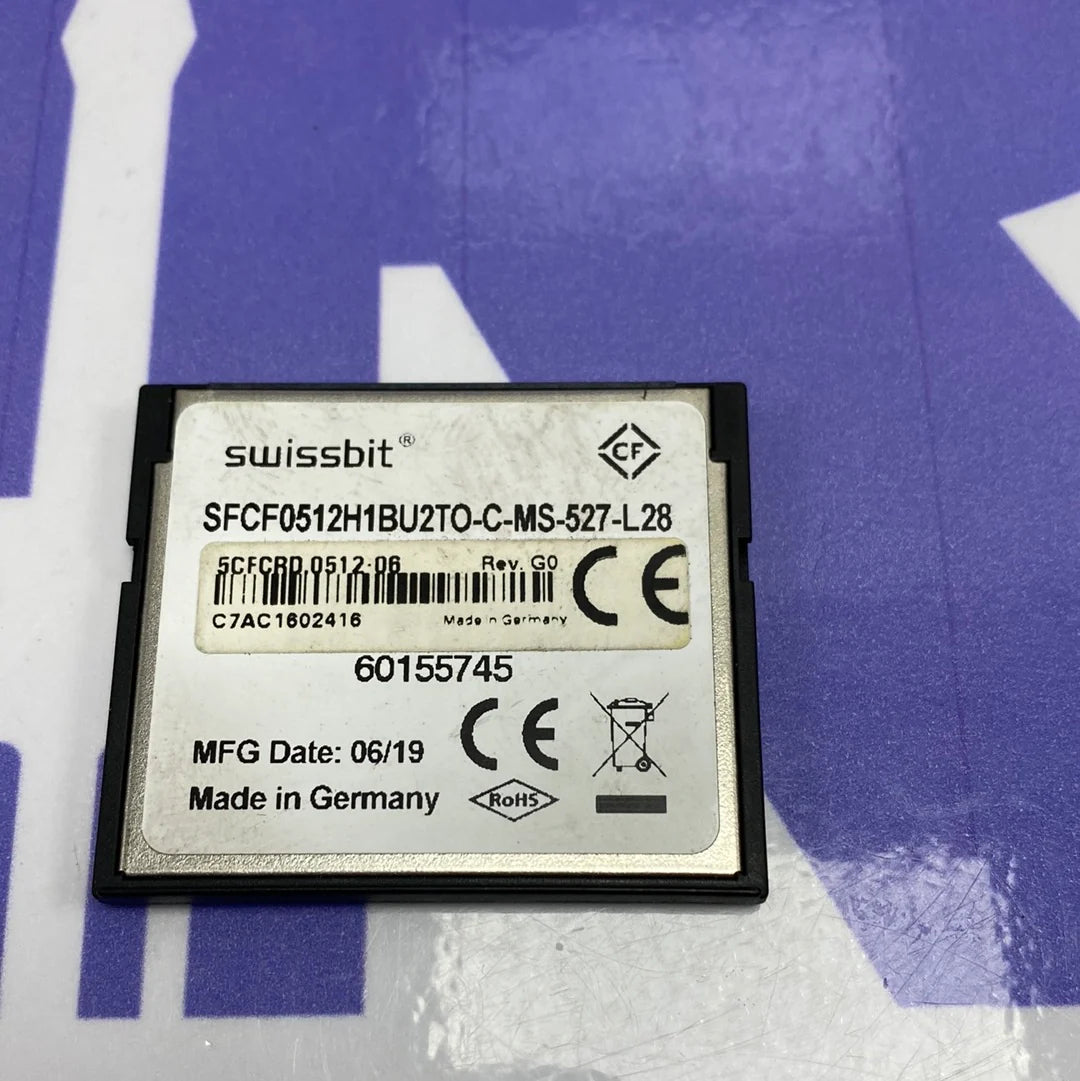 swissbit®
CF
SFCF0512H1BU2TO-C-MS-527-L28
5CFCRD.0512-06 Rev. G0
C7AC1602416 Made in Germany
CE
60155745
MFG Date: 06/19
CE
Made in Germany
RoHS